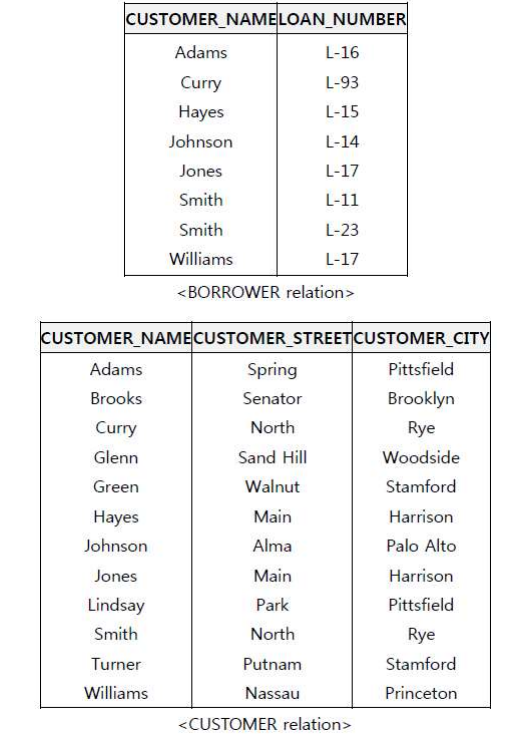 CUSTOMER_NAME LOAN_NUMBER
Adams L-16
Curry L-93
Hayes L-15
Johnson L-14
Jones L-17
Smith L-11
Smith L-23
Williams L-17
<BORROWER relation>
CUSTOMER_NAME CUSTOMER_STREET CUSTOMER_CITY
Adams Spring Pittsfield
Brooks Senator Brooklyn
Curry North Rye
Glenn Sand Hill Woodside
Green Walnut Stamford
Hayes Main Harrison
Johnson Alma Palo Alto
Jones Main Harrison
Lindsay Park Pittsfield
Smith North Rye
Turner Putnam Stamford
Williams Nassau Princeton
<CUSTOMER relation>